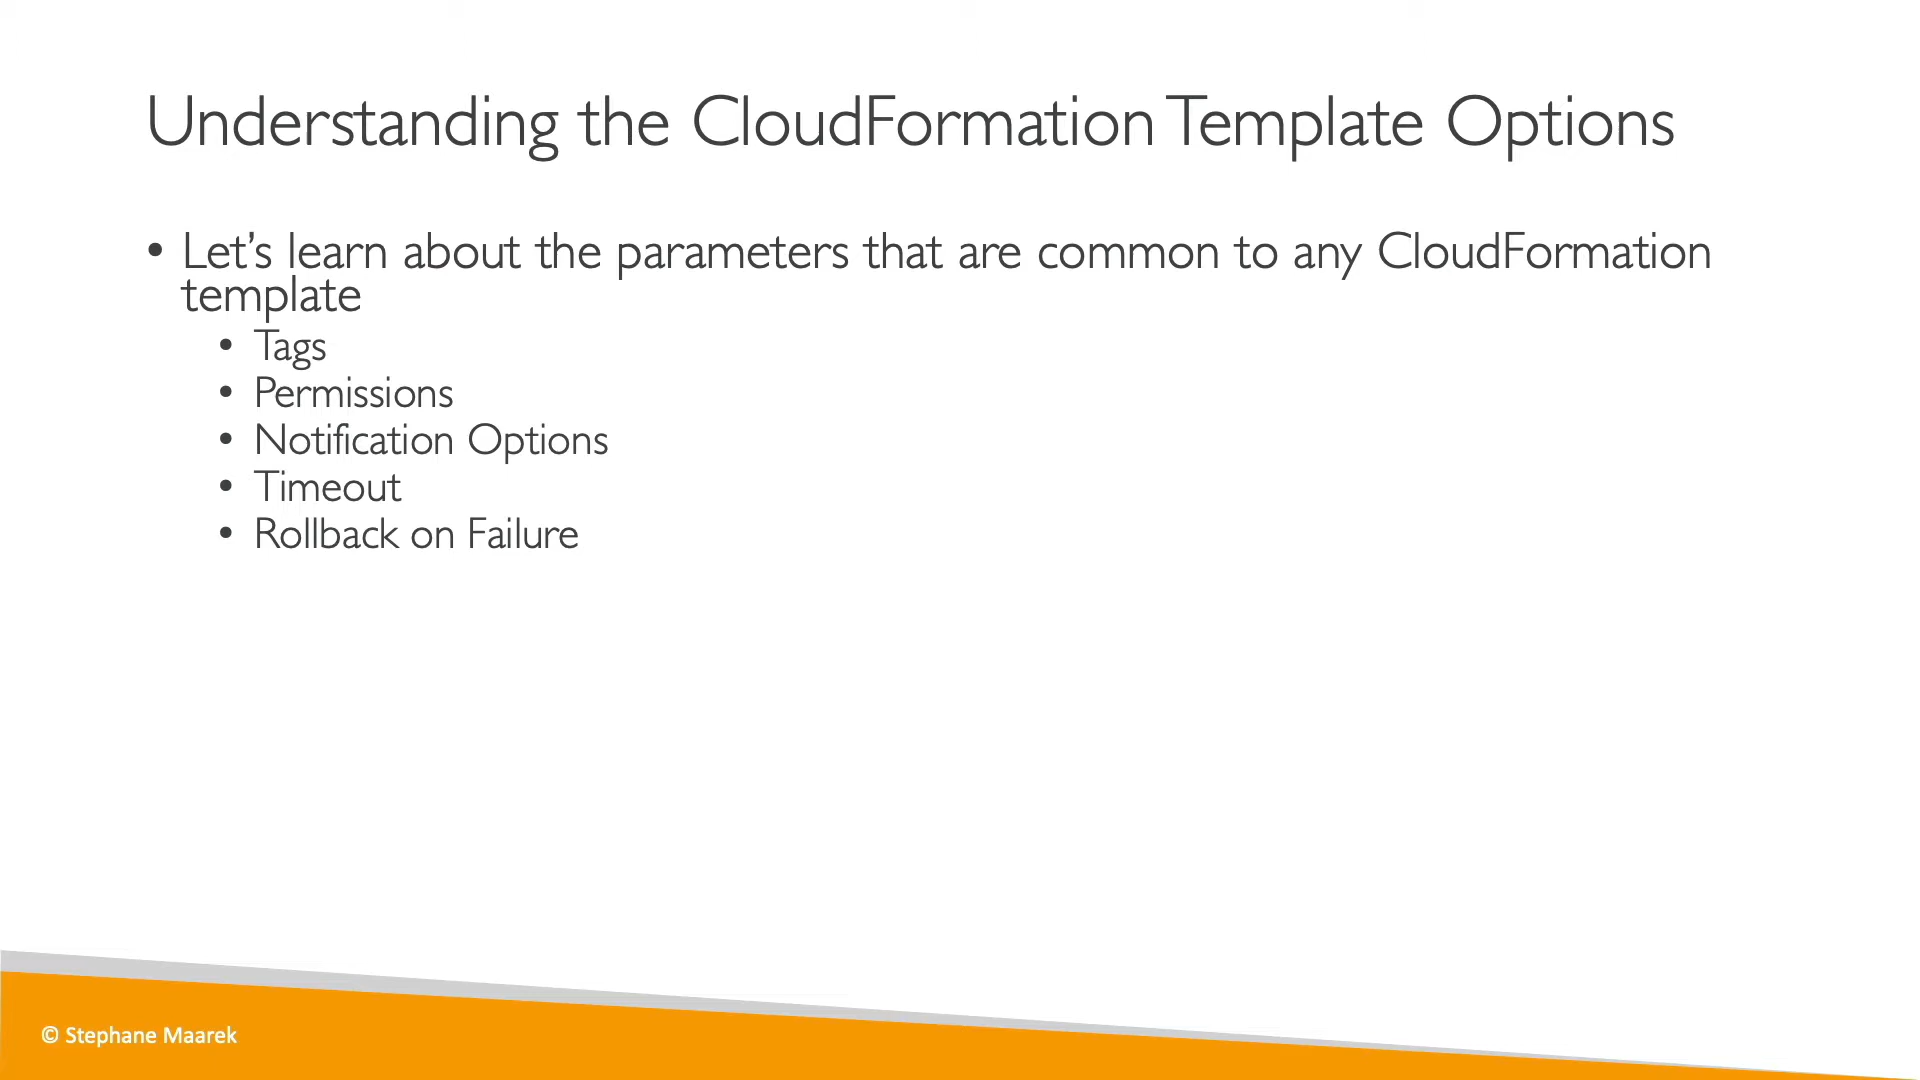 Understanding the CloudFormation Template Options
• Let’s learn about the parameters that are common to any CloudFormation
template
• Tags
• Permissions
• Notification Options
• Timeout
• Rollback on Failure
© Stephane Maarek